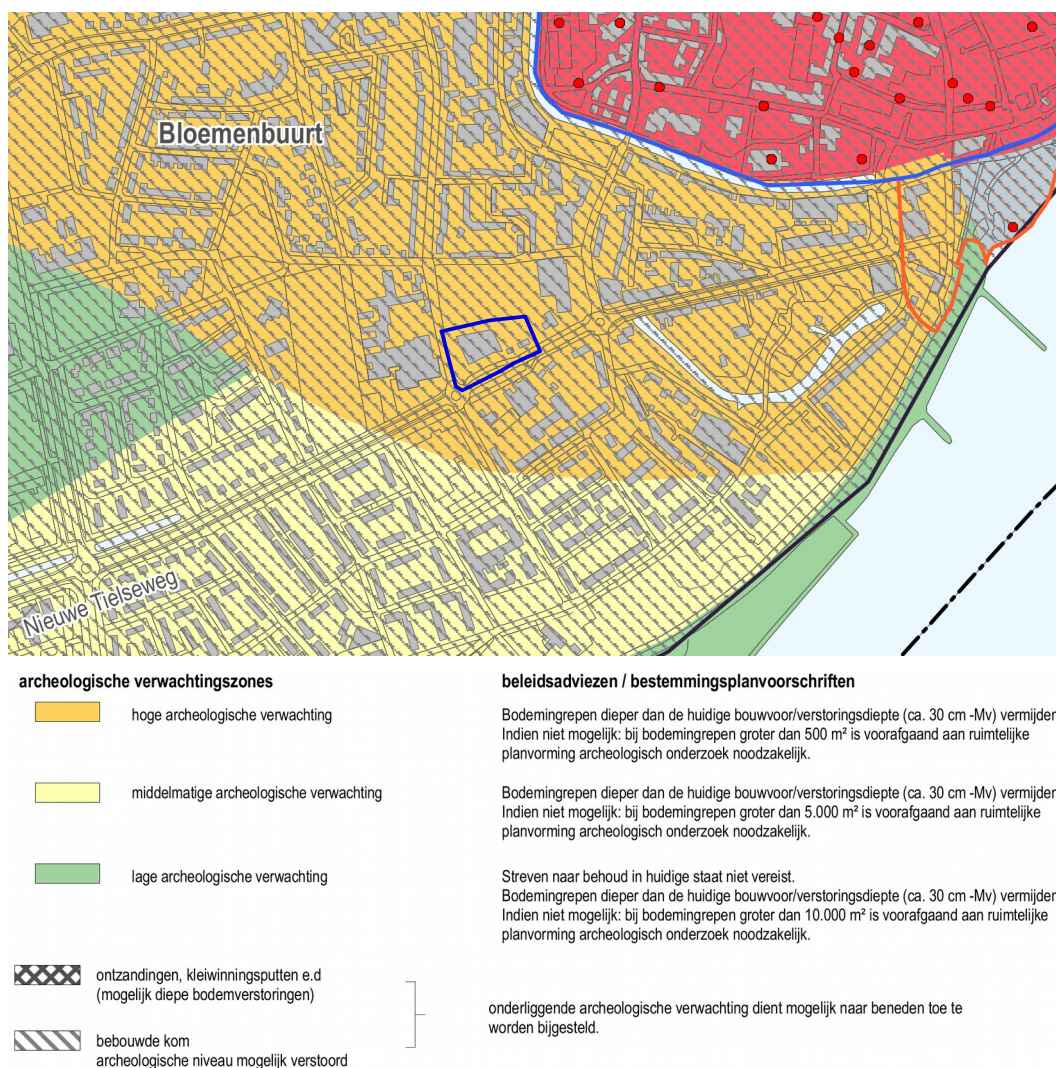 Bloemenbuurt
Nieuwe Tielseweg
archeologische verwachtingszones
beleidsadviezen / bestemmingsplanvoorschriften
hoge archeologische verwachting
Bodemingrepen dieper dan de huidige bouwvoor/verstoringsdiepte (ca. 30 cm -Mv) vermijden
Indien niet mogelijk: bij bodemingrepen groter dan 500 m² is voorafgaand aan ruimtelijke
planvorming archeologisch onderzoek noodzakelijk.
middelmatige archeologische verwachting
Bodemingrepen dieper dan de huidige bouwvoor/verstoringsdiepte (ca. 30 cm -Mv) vermijden
Indien niet mogelijk: bij bodemingrepen groter dan 5.000 m² is voorafgaand aan ruimtelijke
planvorming archeologisch onderzoek noodzakelijk.
lage archeologische verwachting
Streven naar behoud in huidige staat niet vereist.
Bodemingrepen dieper dan de huidige bouwvoor/verstoringsdiepte (ca. 30 cm -Mv) vermijden
Indien niet mogelijk: bij bodemingrepen groter dan 10.000 m² is voorafgaand aan ruimtelijke
planvorming archeologisch onderzoek noodzakelijk.
ontzandingen, kleiwinningsputten e.d
(mogelijk diepe bodemverstoringen)
onderliggende archeologische verwachting dient mogelijk naar beneden toe te
worden bijgesteld.
bebouwde kom
archeologische niveau mogelijk verstoord